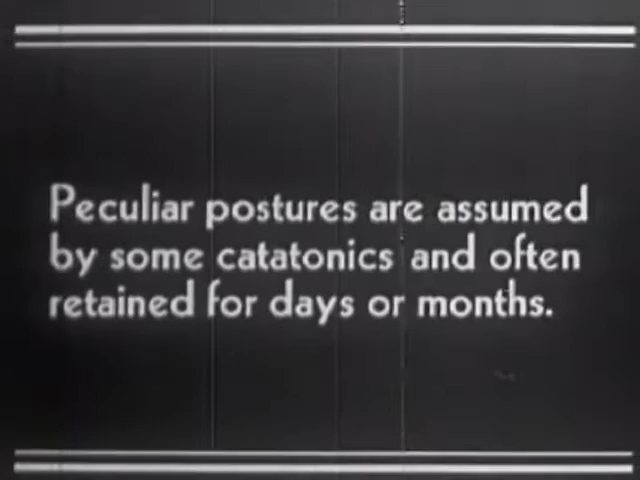 Peculiar postures are assumed
by some catatonics and often
retained for days or months.